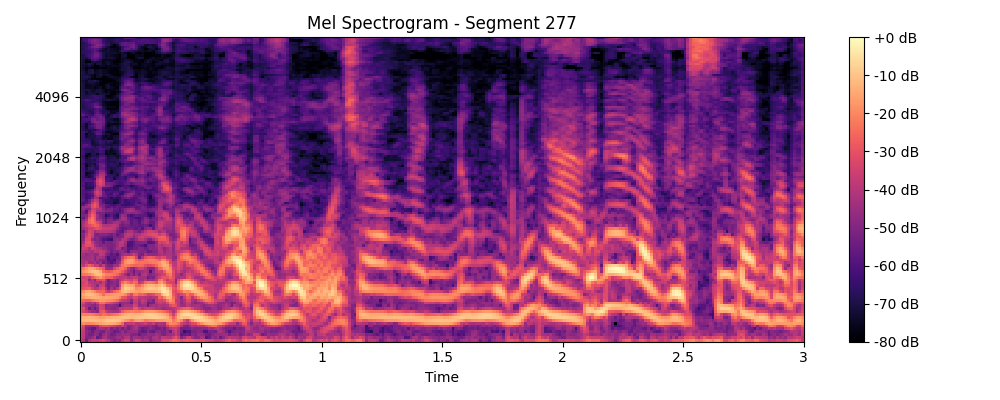 Mel Spectrogram - Segment 277
Frequency
4096
2048
1024
512
0
0
0.5
1
1.5
2
2.5
3
Time
+0 dB
-10 dB
-20 dB
-30 dB
-40 dB
-50 dB
-60 dB
-70 dB
-80 dB